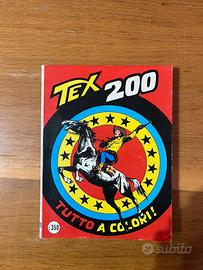 TEX 200
TUTTO A COLORI!
L.350
subito